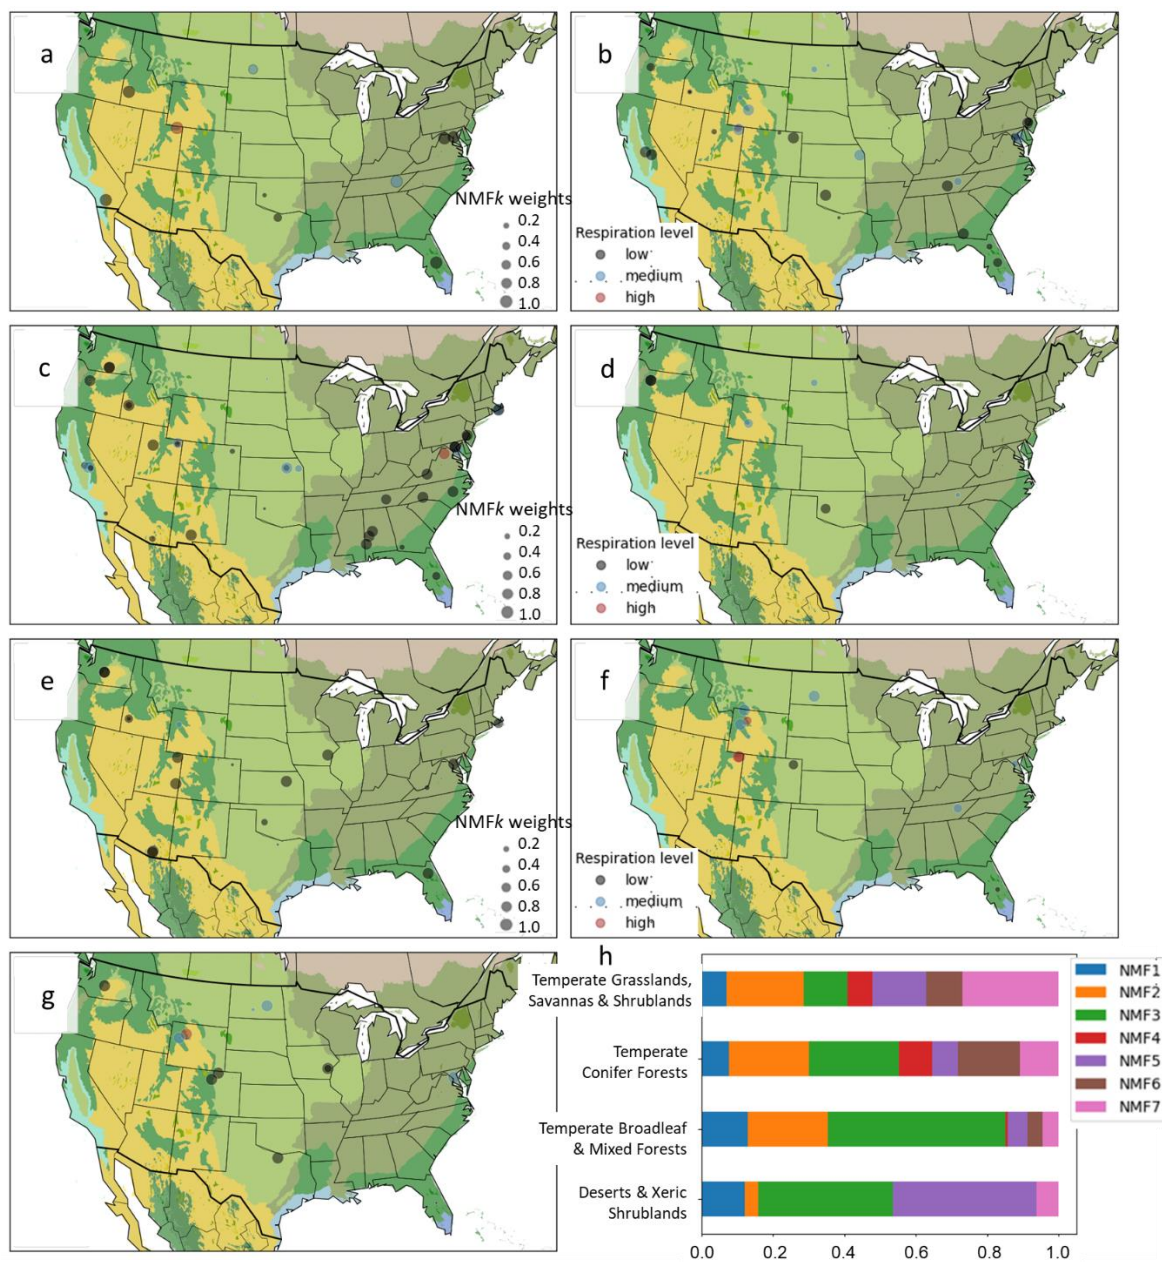 a
NMFk weights
0.2
0.4
0.6
0.8
1.0
b
Respiration level
low
medium
high
c
NMFk weights
0.2
0.4
0.6
0.8
1.0
d
Respiration level
low
medium
high
e
NMFk weights
0.2
0.4
0.6
0.8
1.0
f
Respiration level
low
medium
high
g
h
Temperate Grasslands,
Savannas & Shrublands
Temperate
Conifer Forests
Temperate Broadleaf
& Mixed Forests
Deserts & Xeric
Shrublands
0.0 0.2 0.4 0.6 0.8 1.0
NMF1
NMF2
NMF3
NMF4
NMF5
NMF6
NMF7